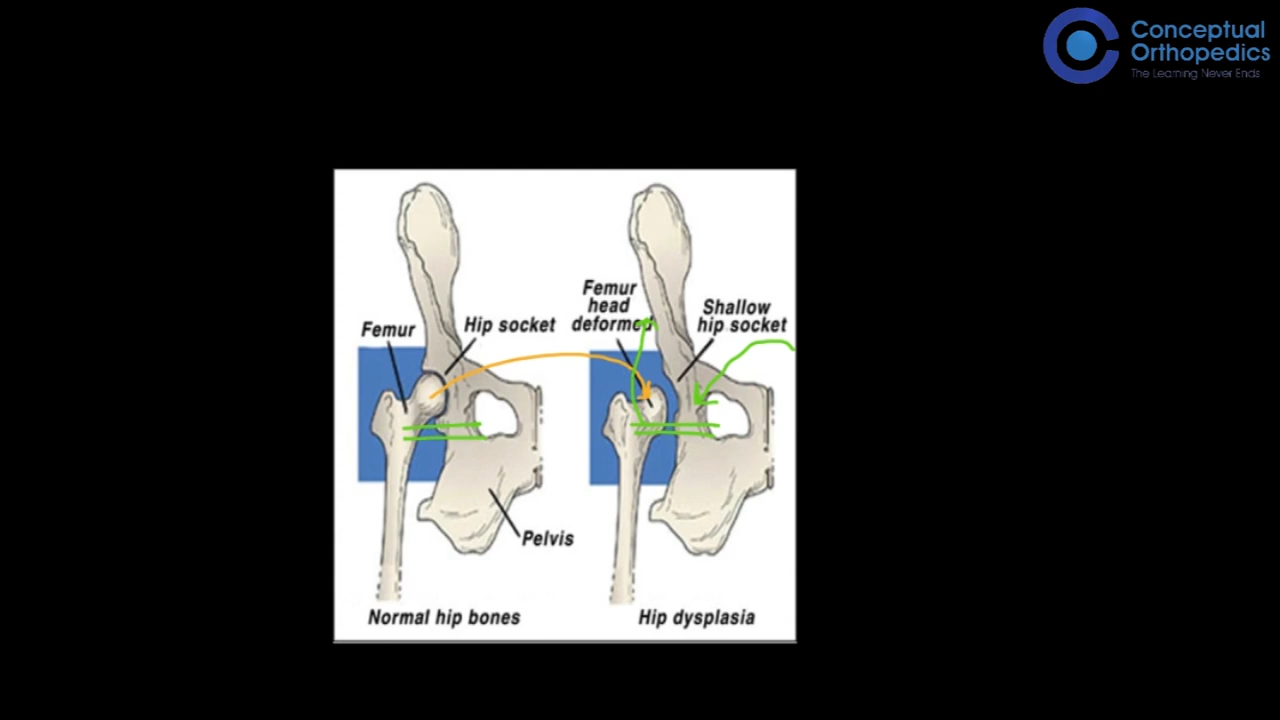 Conceptual
Orthopedics
The Learning Never Ends
Femur
Hip socket
Femur
head
deformed
Shallow
hip socket
Pelvis
Normal hip bones
Hip dysplasia